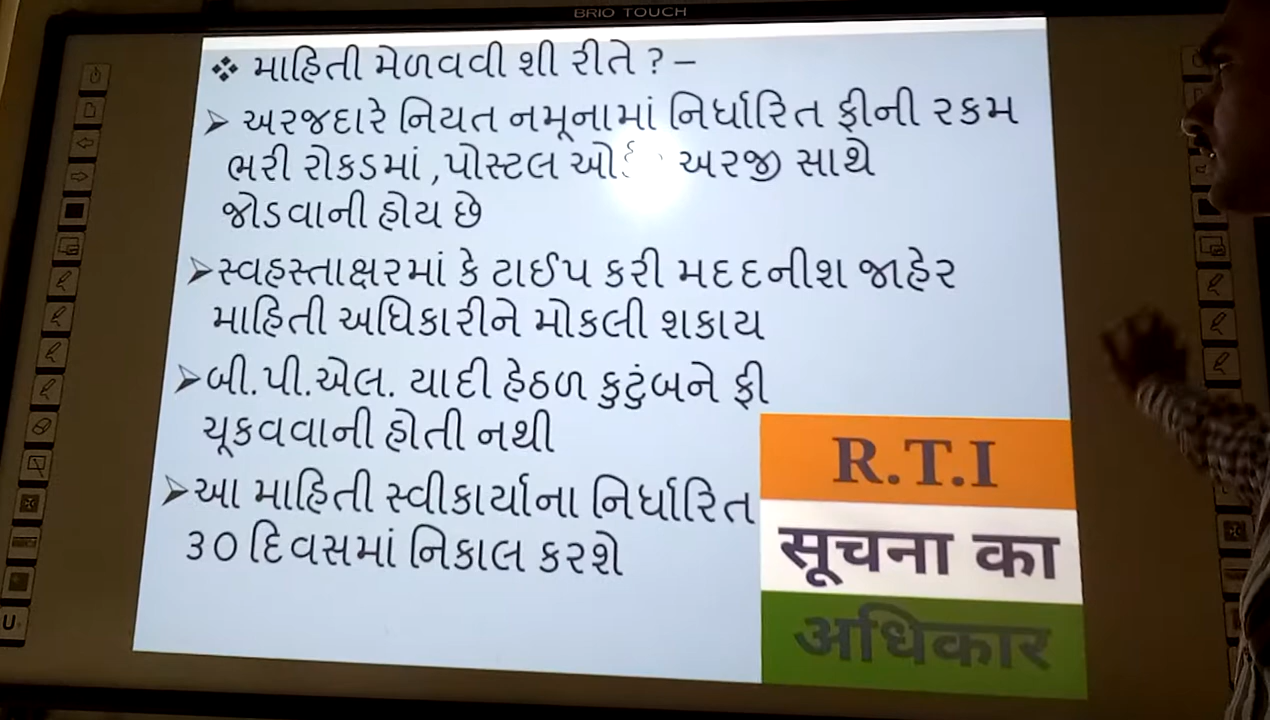 BRIO TOUCH
❖ માહિતી મેળવવી શી રીતે ? –
➢ અરજદારે નિયત નમૂનામાં નિર્ધારિત ફીની રકમ
ભરી રોકડમાં ,પોસ્ટલ અરજી સાથે
જોડવાની હોય છે
➢સ્વહસ્તાક્ષરમાં કે ટાઈપ કરી મદદનીશ જાહેર
માહિતી અધિકારીને મોકલી શકાય
➢બી.પી.એલ. યાદી હેઠળ કુટુંબને ફી
ચૂકવવાની હોતી નથી
➢આ માહિતી સ્વીકાર્યાના નિર્ધારિત
૩૦ દિવસમાં નિકાલ કરશે
R.T.I
सूचना का
अधिकार